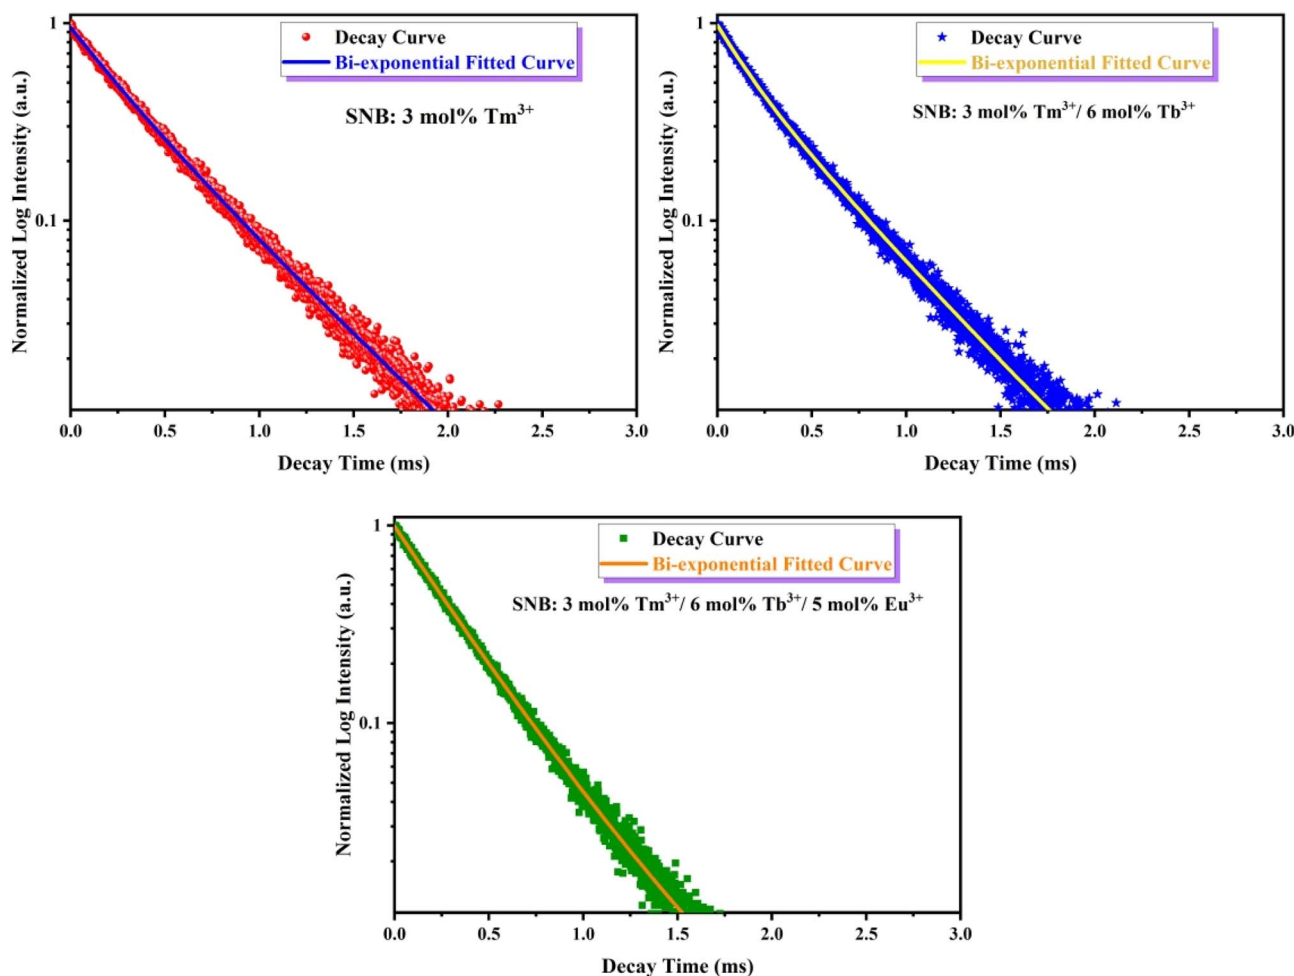 Normalized Log Intensity (a.u.)
1
0.1
Decay Curve
Bi-exponential Fitted Curve
SNB: 3 mol% Tm³⁺
0.0 0.5 1.0 1.5 2.0 2.5 3.0
Decay Time (ms)
Normalized Log Intensity (a.u.)
1
0.1
Decay Curve
Bi-exponential Fitted Curve
SNB: 3 mol% Tm³⁺/ 6 mol% Tb³⁺
0.0 0.5 1.0 1.5 2.0 2.5 3.0
Decay Time (ms)
Normalized Log Intensity (a.u.)
1
0.1
Decay Curve
Bi-exponential Fitted Curve
SNB: 3 mol% Tm³⁺/ 6 mol% Tb³⁺/ 5 mol% Eu³⁺
0.0 0.5 1.0 1.5 2.0 2.5 3.0
Decay Time (ms)